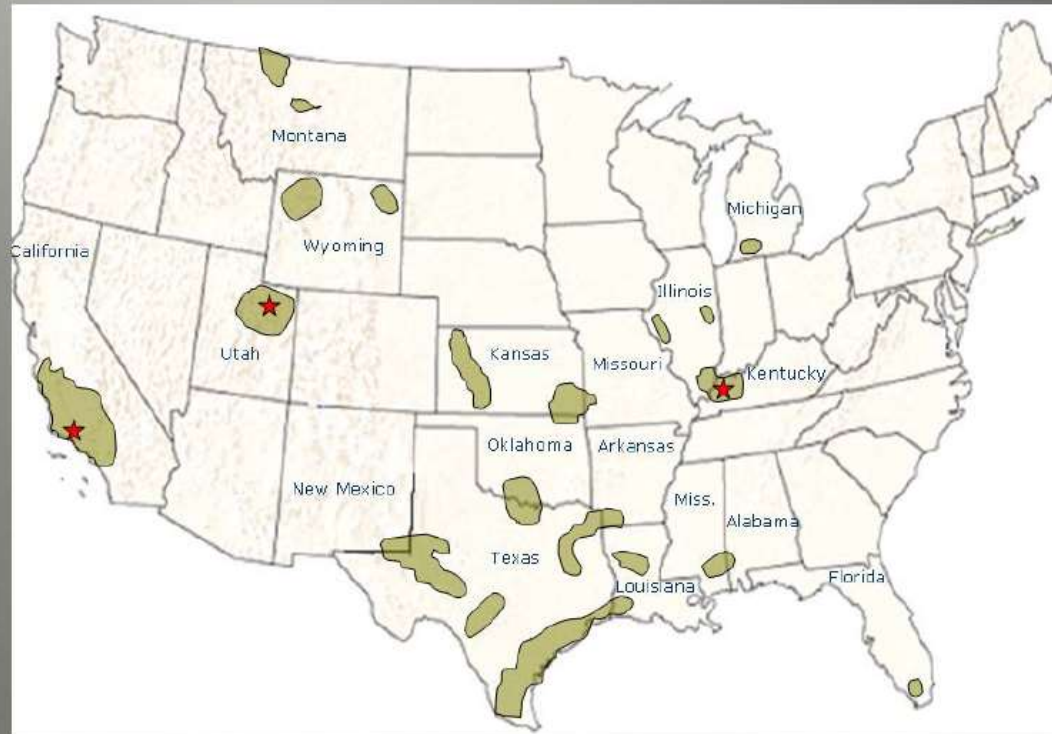 Montana
Michigan
Wyoming
California
Illinois
Utah
Kansas
Missouri
Kentucky
Oklahoma
Arkansas
New Mexico
Miss.
Alabama
Texas
Louisiana
Florida